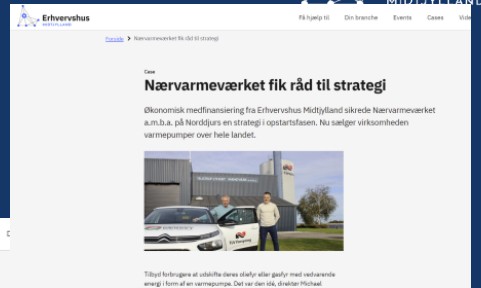 MIDTJYLLAND
Erhvervshus
MIDTJYLLAND
Få hjælp til Din branche Events Cases
Forside > Nærvarmeværket fik råd til strategi
Case
Nærvarmeværket fik råd til strategi
Økonomisk medfinansiering fra Erhvervshus Midtjylland sikrede Nærvarmeværket
a.m.b.a. på Norddjurs en strategi i opstartsfasen. Nu sælger virksomheden
varmepumper over hele landet.
Tilbyd forbrugere at udskifte deres oliefyr eller gasfyr med vedvarende
energi i form af en varmepumpe. Det var den idé, direktør Michael